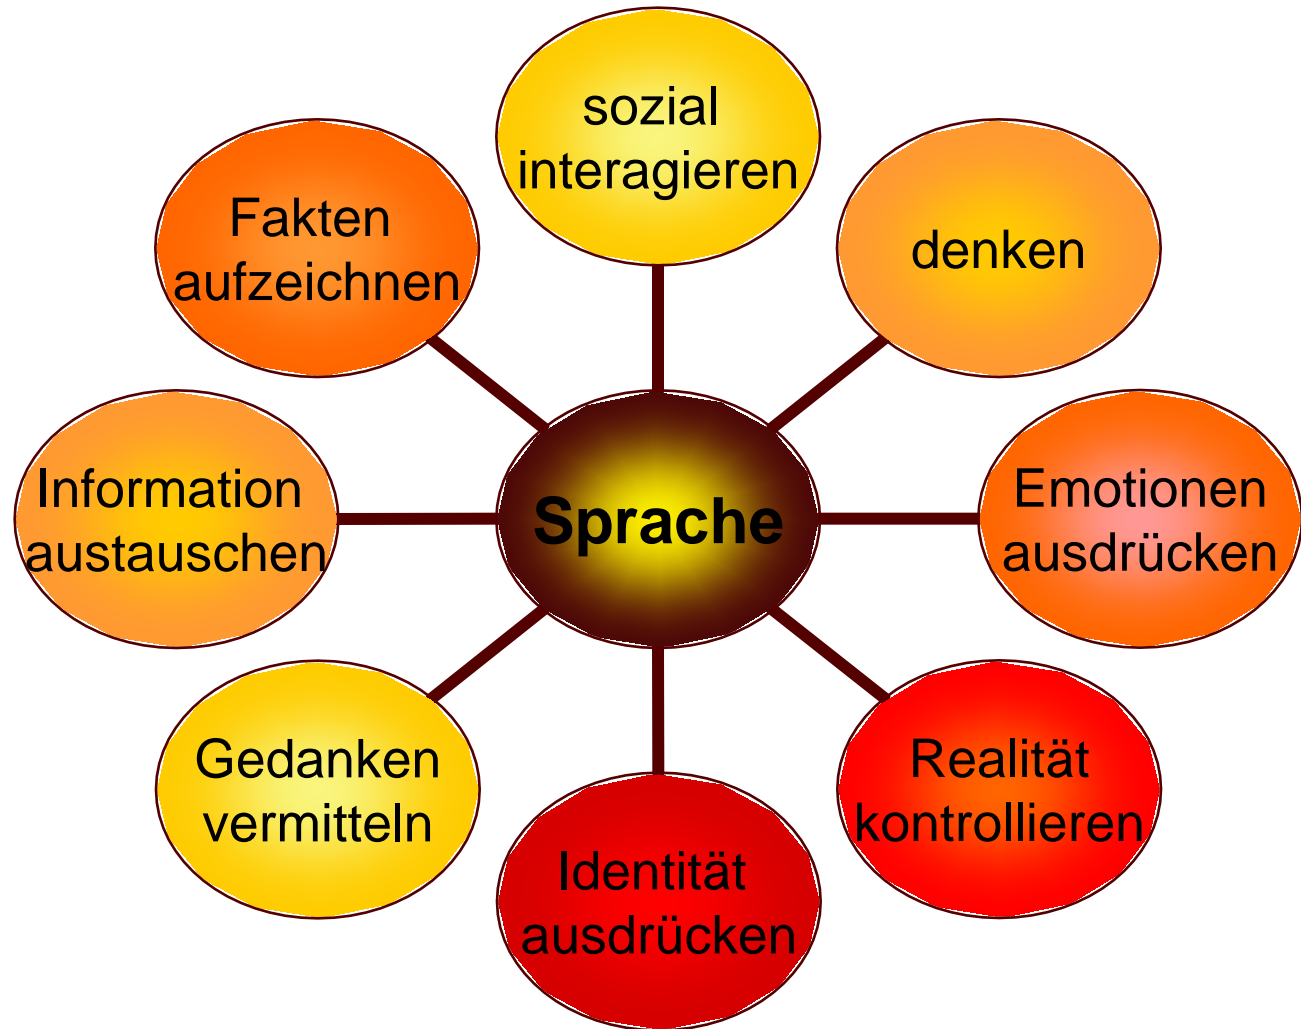 sozial
interagieren
Fakten
aufzeichnen
denken
Information
austauschen
Sprache
Emotionen
ausdrücken
Gedanken
vermitteln
Realität
kontrollieren
Identität
ausdrücken